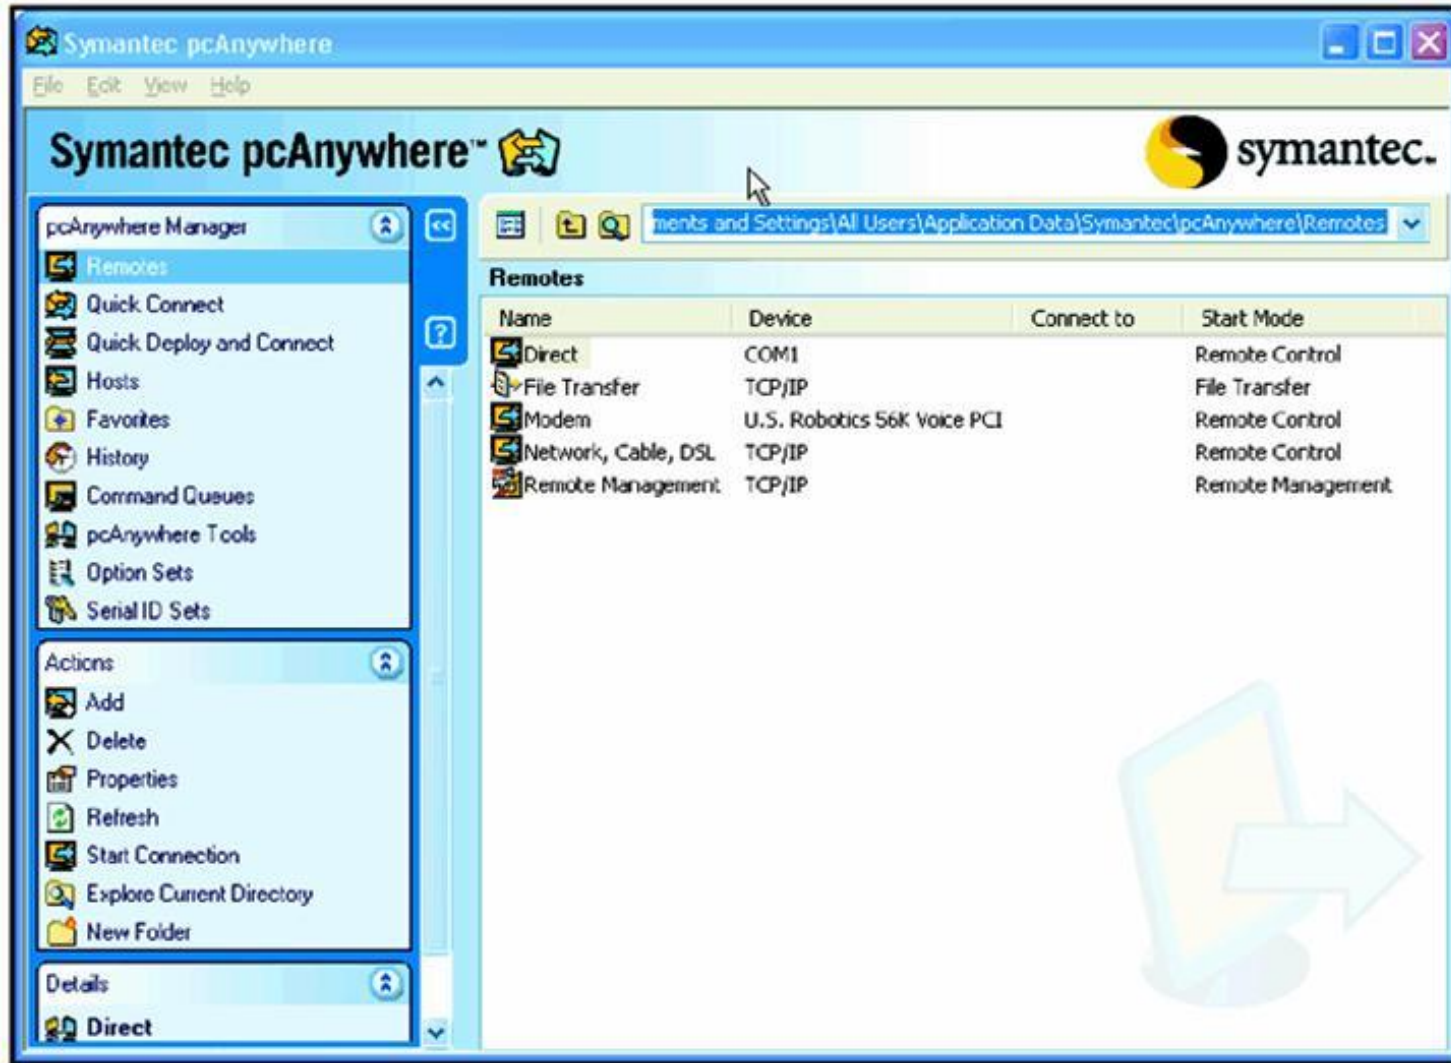 Symantec pcAnywhere
File Edit View Help
Symantec pcAnywhere™
symantec.
pcAnywhere Manager
Remotes
Quick Connect
Quick Deploy and Connect
Hosts
Favorites
History
Command Queues
pcAnywhere Tools
Option Sets
Serial ID Sets
Actions
Add
Delete
Properties
Refresh
Start Connection
Explore Current Directory
New Folder
Details
Direct
<<
?
ments and Settings\All Users\Application Data\Symantec\pcAnywhere\Remotes
Remotes
Name Device Connect to Start Mode
Direct COM1 Remote Control
File Transfer TCP/IP File Transfer
Modem U.S. Robotics 56K Voice PCI Remote Control
Network, Cable, DSL TCP/IP Remote Control
Remote Management TCP/IP Remote Management